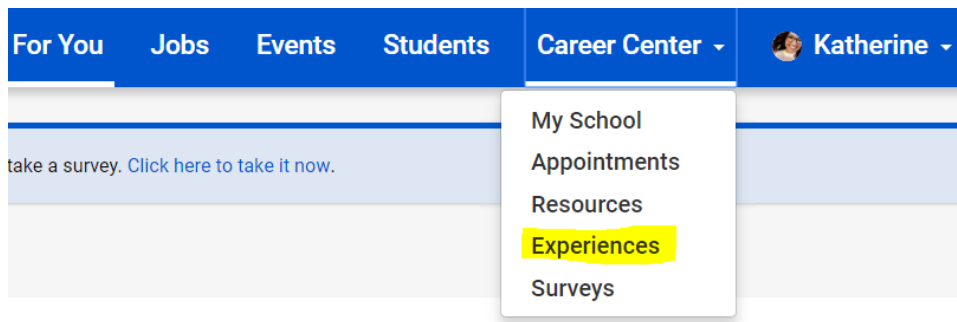 For You Jobs Events Students Career Center Katherine
My School
take a survey. Click here to take it now.
Appointments
Resources
Experiences
Surveys